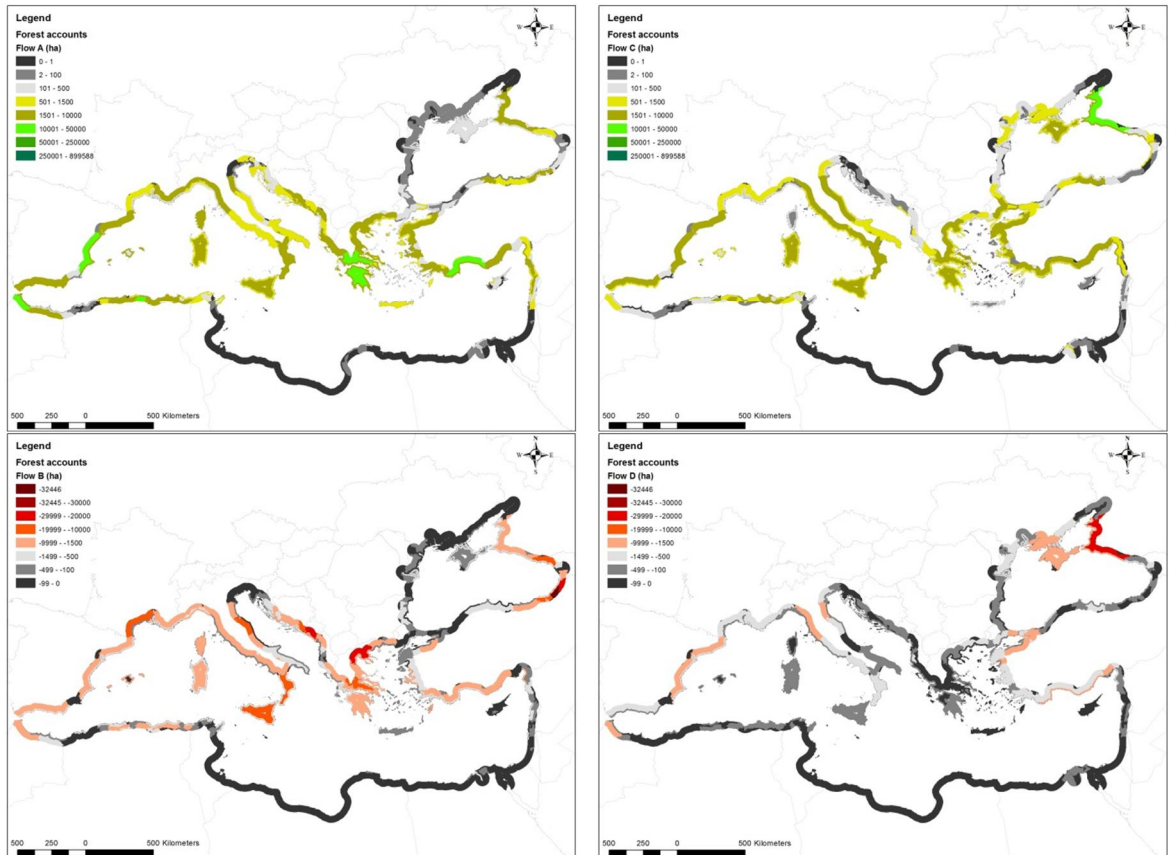 Legend
Forest accounts
Flow A (ha)
0 - 1
2 - 100
101 - 500
501 - 1500
1501 - 10000
10001 - 50000
50001 - 250000
250001 - 899588
N
W E
S
500 250 0 500 Kilometers
Legend
Forest accounts
Flow C (ha)
0 - 1
2 - 100
101 - 500
501 - 1500
1501 - 10000
10001 - 50000
50001 - 250000
250001 - 899588
N
W E
S
500 250 0 500 Kilometers
Legend
Forest accounts
Flow B (ha)
-32446
-32445 - -30000
-29999 - -20000
-19999 - -10000
-9999 - -1500
-1499 - -500
-499 - -100
-99 - 0
N
W E
S
500 250 0 500 Kilometers
Legend
Forest accounts
Flow D (ha)
-32446
-32445 - -30000
-29999 - -20000
-19999 - -10000
-9999 - -1500
-1499 - -500
-499 - -100
-99 - 0
N
W E
S
500 250 0 500 Kilometers